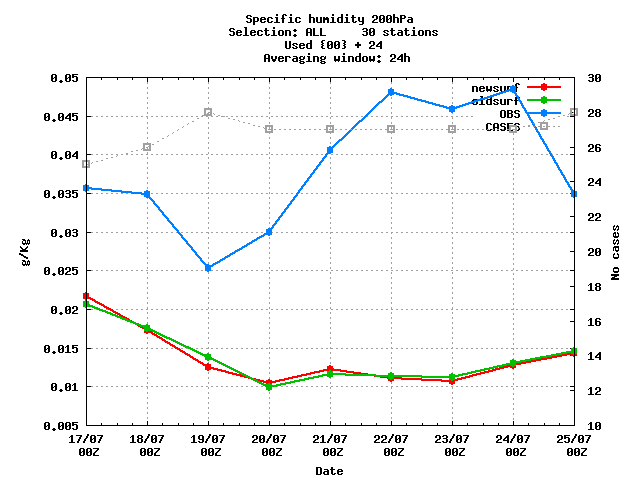 Specific humidity 200hPa
Selection: ALL     30 stations
Used {00} + 24
Averaging window: 24h
0.05
0.045
0.04
0.035
0.03
0.025
0.02
0.015
0.01
0.005
g/Kg
newsurf
oldsurf
OBS
CASES
30
28
26
24
22
20
18
16
14
12
10
No cases
17/07 18/07 19/07 20/07 21/07 22/07 23/07 24/07 25/07
00Z 00Z 00Z 00Z 00Z 00Z 00Z 00Z 00Z
Date